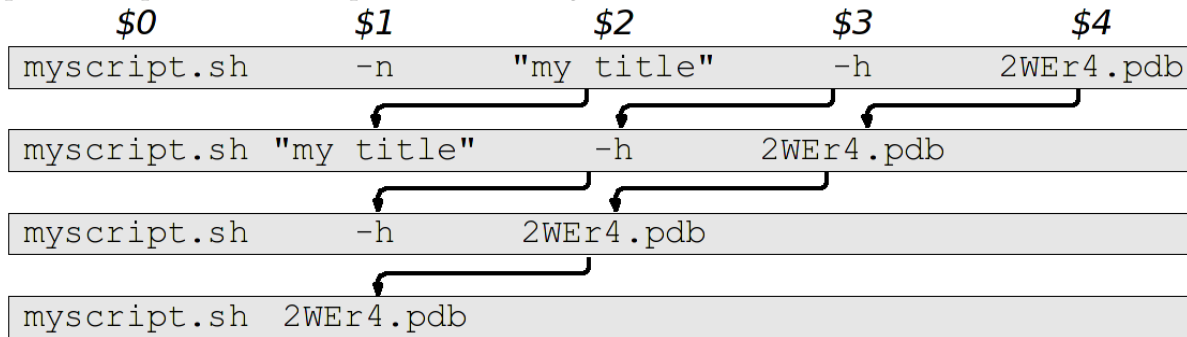 $0 $1 $2 $3 $4
myscript.sh -n "my title" -h 2WEr4.pdb
myscript.sh "my title" -h 2WEr4.pdb
myscript.sh -h 2WEr4.pdb
myscript.sh 2WEr4.pdb